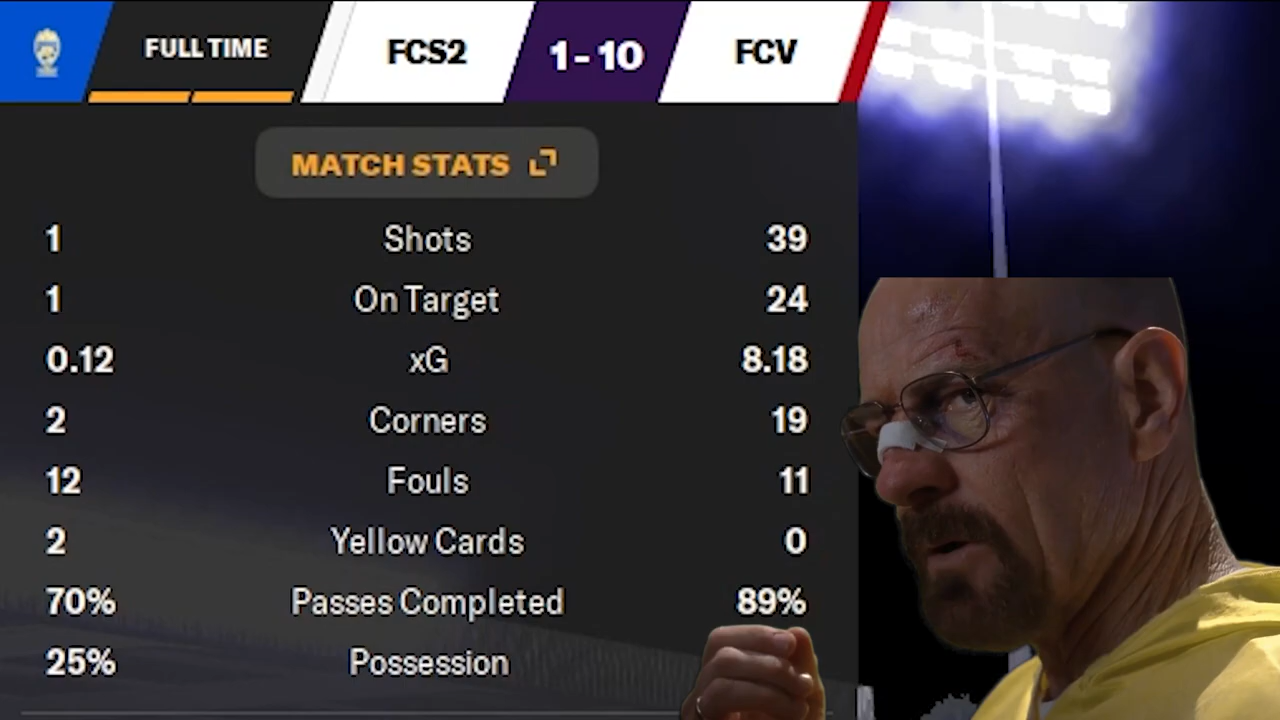 FULL TIME FCS2 1 - 10 FCV
MATCH STATS
1 Shots 39
1 On Target 24
0.12 xG 8.18
2 Corners 19
12 Fouls 11
2 Yellow Cards 0
70% Passes Completed 89%
25% Possession